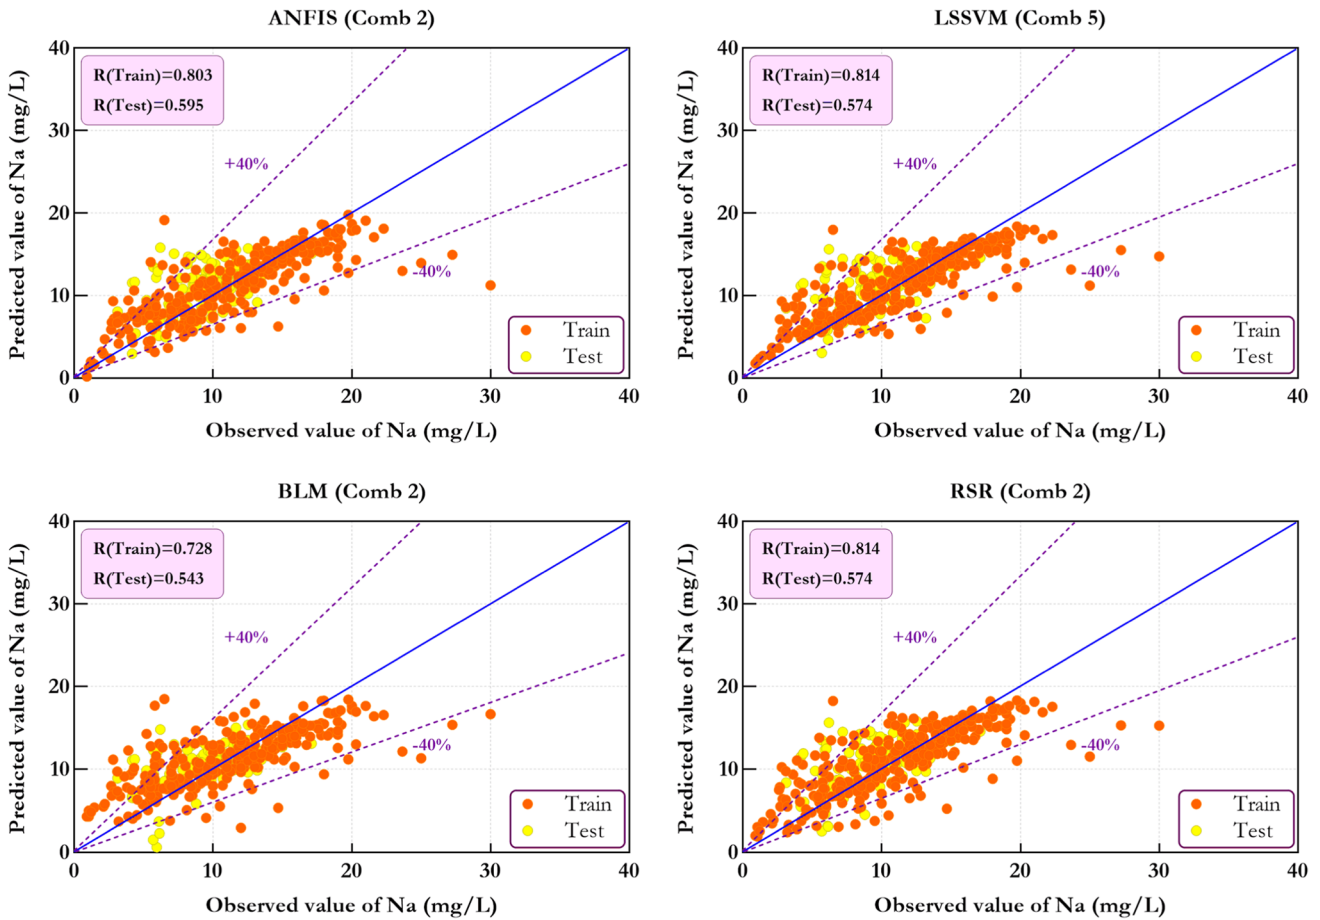 ANFIS (Comb 2)
Predicted value of Na (mg/L)
40
30
20
10
0
R(Train)=0.803
R(Test)=0.595
+40%
-40%
Train
Test
0 10 20 30 40
Observed value of Na (mg/L)
LSSVM (Comb 5)
Predicted value of Na (mg/L)
40
30
20
10
0
R(Train)=0.814
R(Test)=0.574
+40%
-40%
Train
Test
0 10 20 30 40
Observed value of Na (mg/L)
BLM (Comb 2)
Predicted value of Na (mg/L)
40
30
20
10
0
R(Train)=0.728
R(Test)=0.543
+40%
-40%
Train
Test
0 10 20 30 40
Observed value of Na (mg/L)
RSR (Comb 2)
Predicted value of Na (mg/L)
40
30
20
10
0
R(Train)=0.814
R(Test)=0.574
+40%
-40%
Train
Test
0 10 20 30 40
Observed value of Na (mg/L)